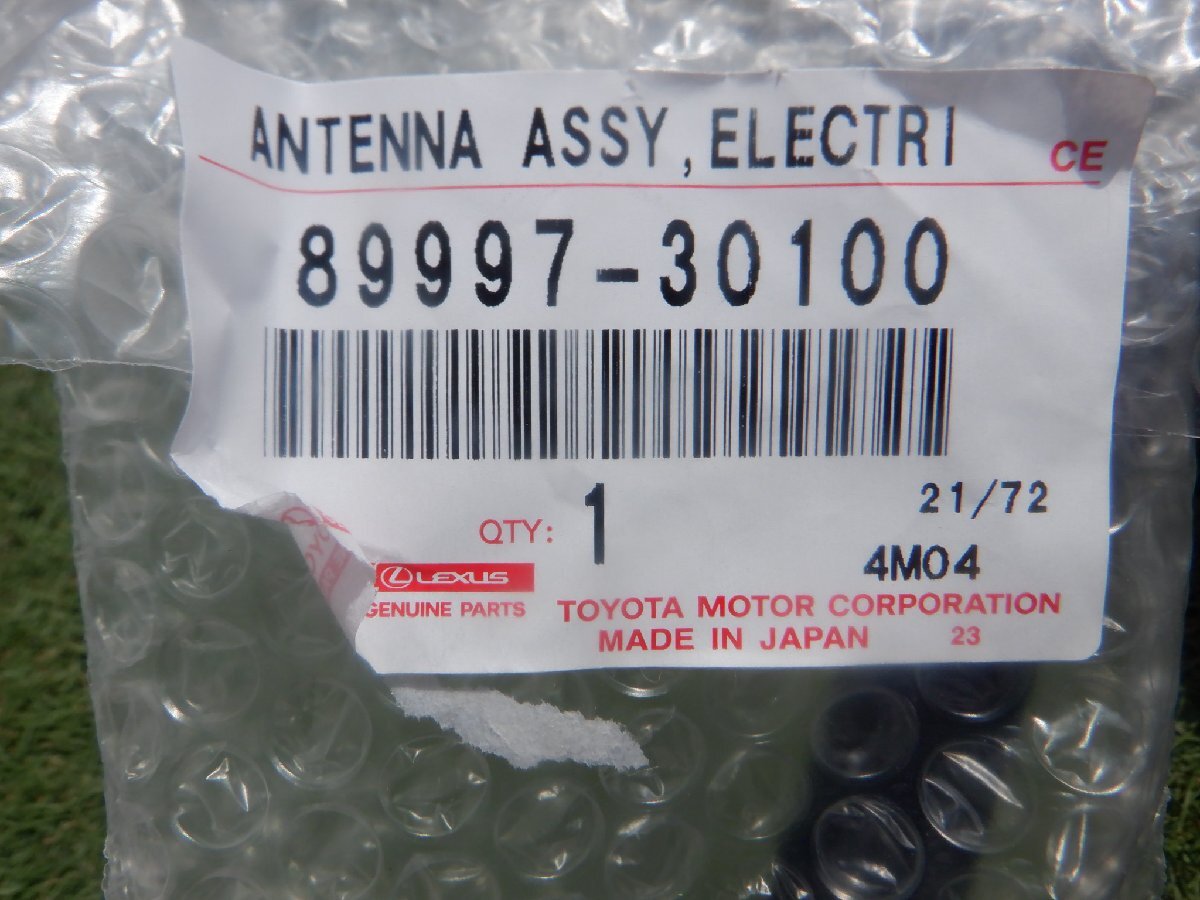 ANTENNA ASSY,ELECTRI
CE
89997-30100
QTY: 1
21/72
4M04
LEXUS
GENUINE PARTS
TOYOTA MOTOR CORPORATION
MADE IN JAPAN 23